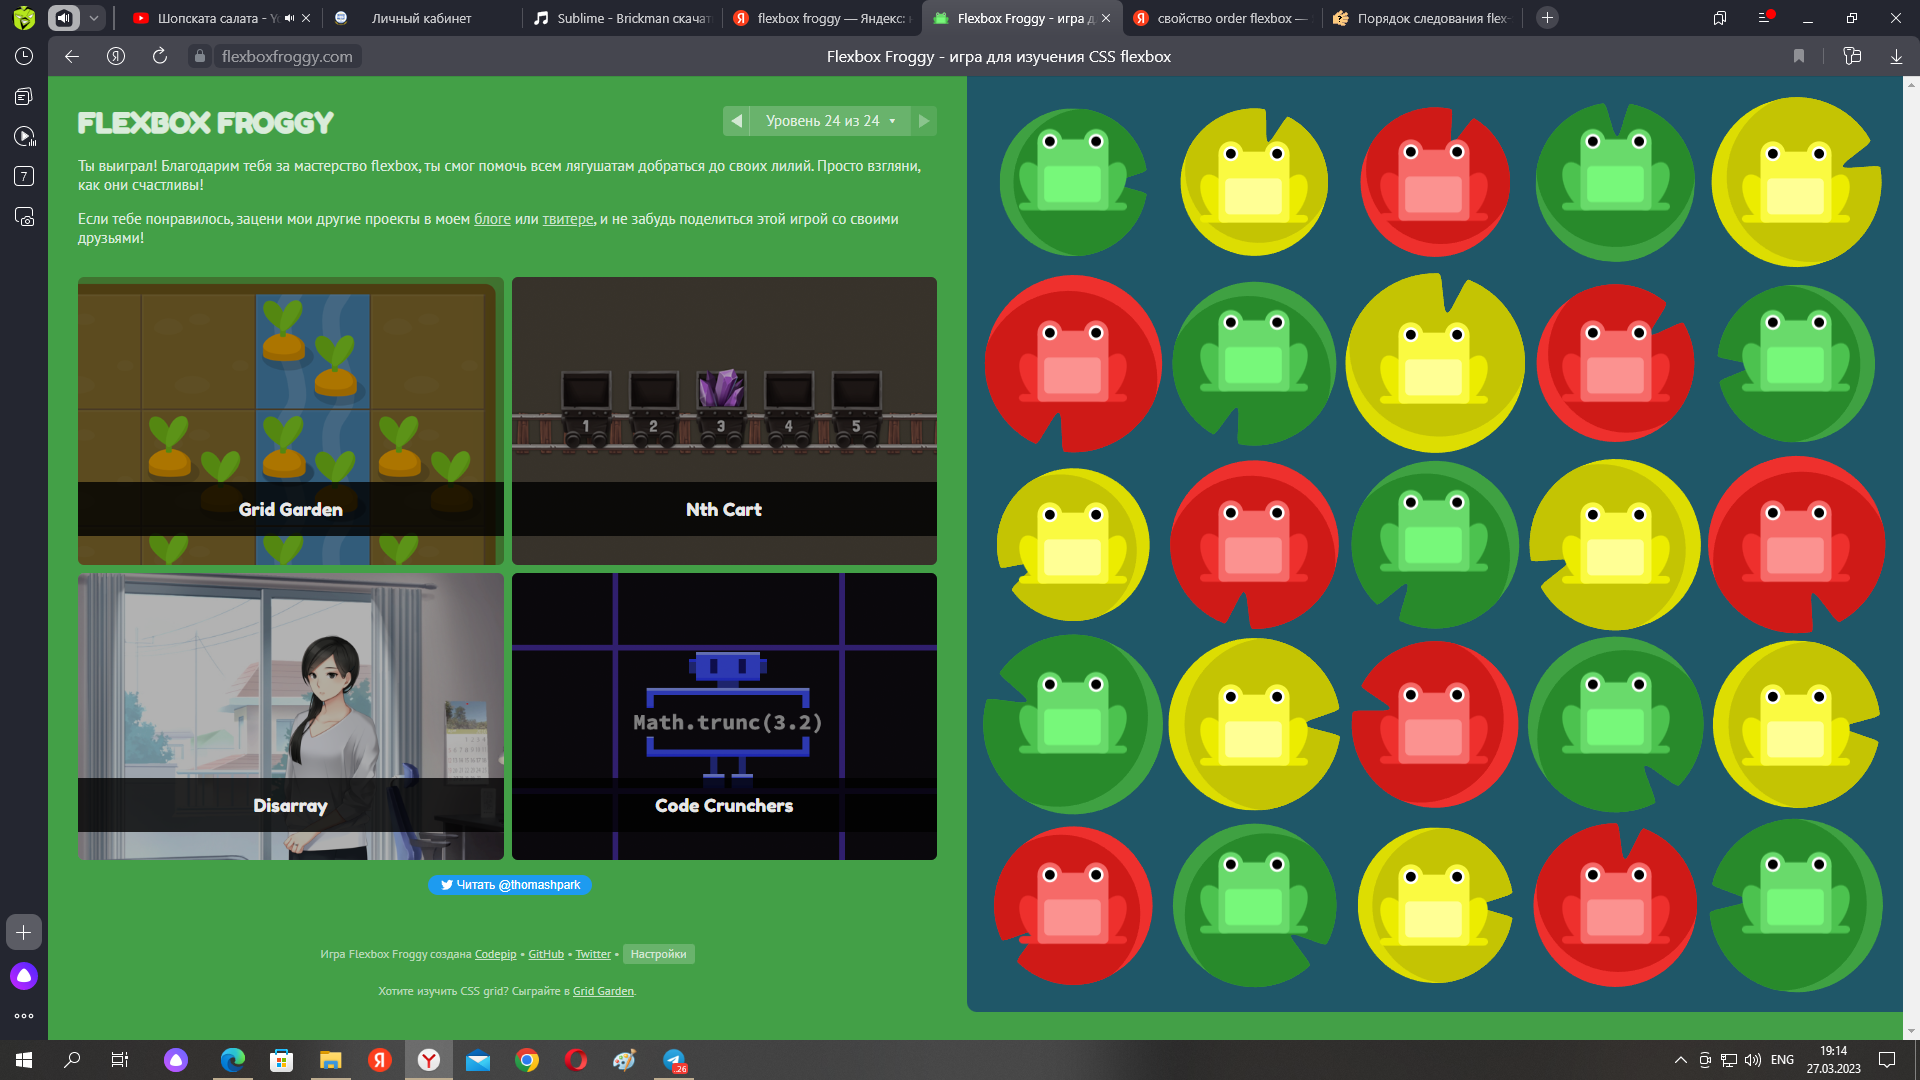 Шопската салата - Yo
Личный кабинет
Sublime - Brickman скачат
flexbox froggy — Яндекс:
Flexbox Froggy - игра д
свойство order flexbox —
Порядок следования flex-
flexboxfroggy.com
Flexbox Froggy - игра для изучения CSS flexbox
7
FLEXBOX FROGGY
Уровень 24 из 24
Ты выиграл! Благодарим тебя за мастерство flexbox, ты смог помочь всем лягушатам добраться до своих лилий. Просто взгляни,
как они счастливы!
Если тебе понравилось, зацени мои другие проекты в моем блоге или твитере, и не забудь поделиться этой игрой со своими
друзьями!
1 2 3 4 5
Grid Garden
Nth Cart
Math.trunc(3.2)
Disarray
Code Crunchers
Читать @thomashpark
Игра Flexbox Froggy создана Codepip • GitHub • Twitter • Настройки
Хотите изучить CSS grid? Сыграйте в Grid Garden.
..26
ENG
19:14
27.03.2023